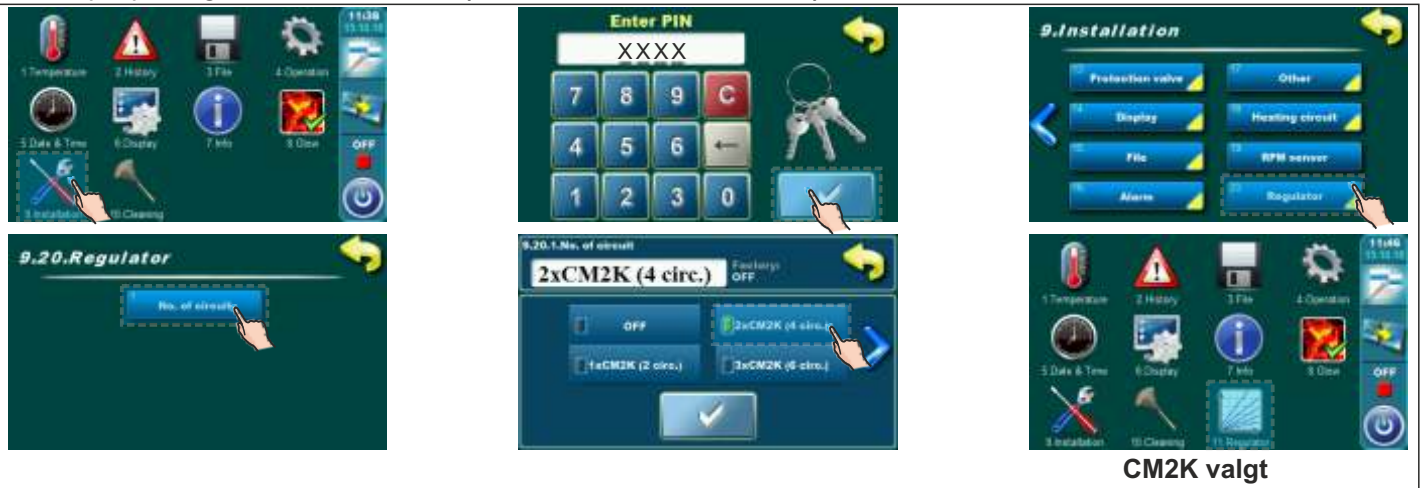 11:36
1 Temperature 2 History 3 File 4 Operation
5 Date & Time 6 Display 7 Info 8 Glow
OFF
9 Installation 10 Cleaning
Enter PIN
XXXX
7 8 9 C
4 5 6 ←
1 2 3 0
9.Installation
Protection valve
Other
Display
Heating circuit
File
RPM sensor
Alarm
Regulator
9.20.Regulator
No. of circuits
9.20.1.No. of circuit
2xCM2K (4 circ.)
Factory:
OFF
OFF
2xCM2K (4 circ.)
1xCM2K (2 circ.)
3xCM2K (6 circ.)
11:46
1 Temperature 2 History 3 File 4 Operation
5 Date & Time 6 Display 7 Info 8 Glow
OFF
9 Installation 10 Cleaning 11 Regulator
CM2K valgt